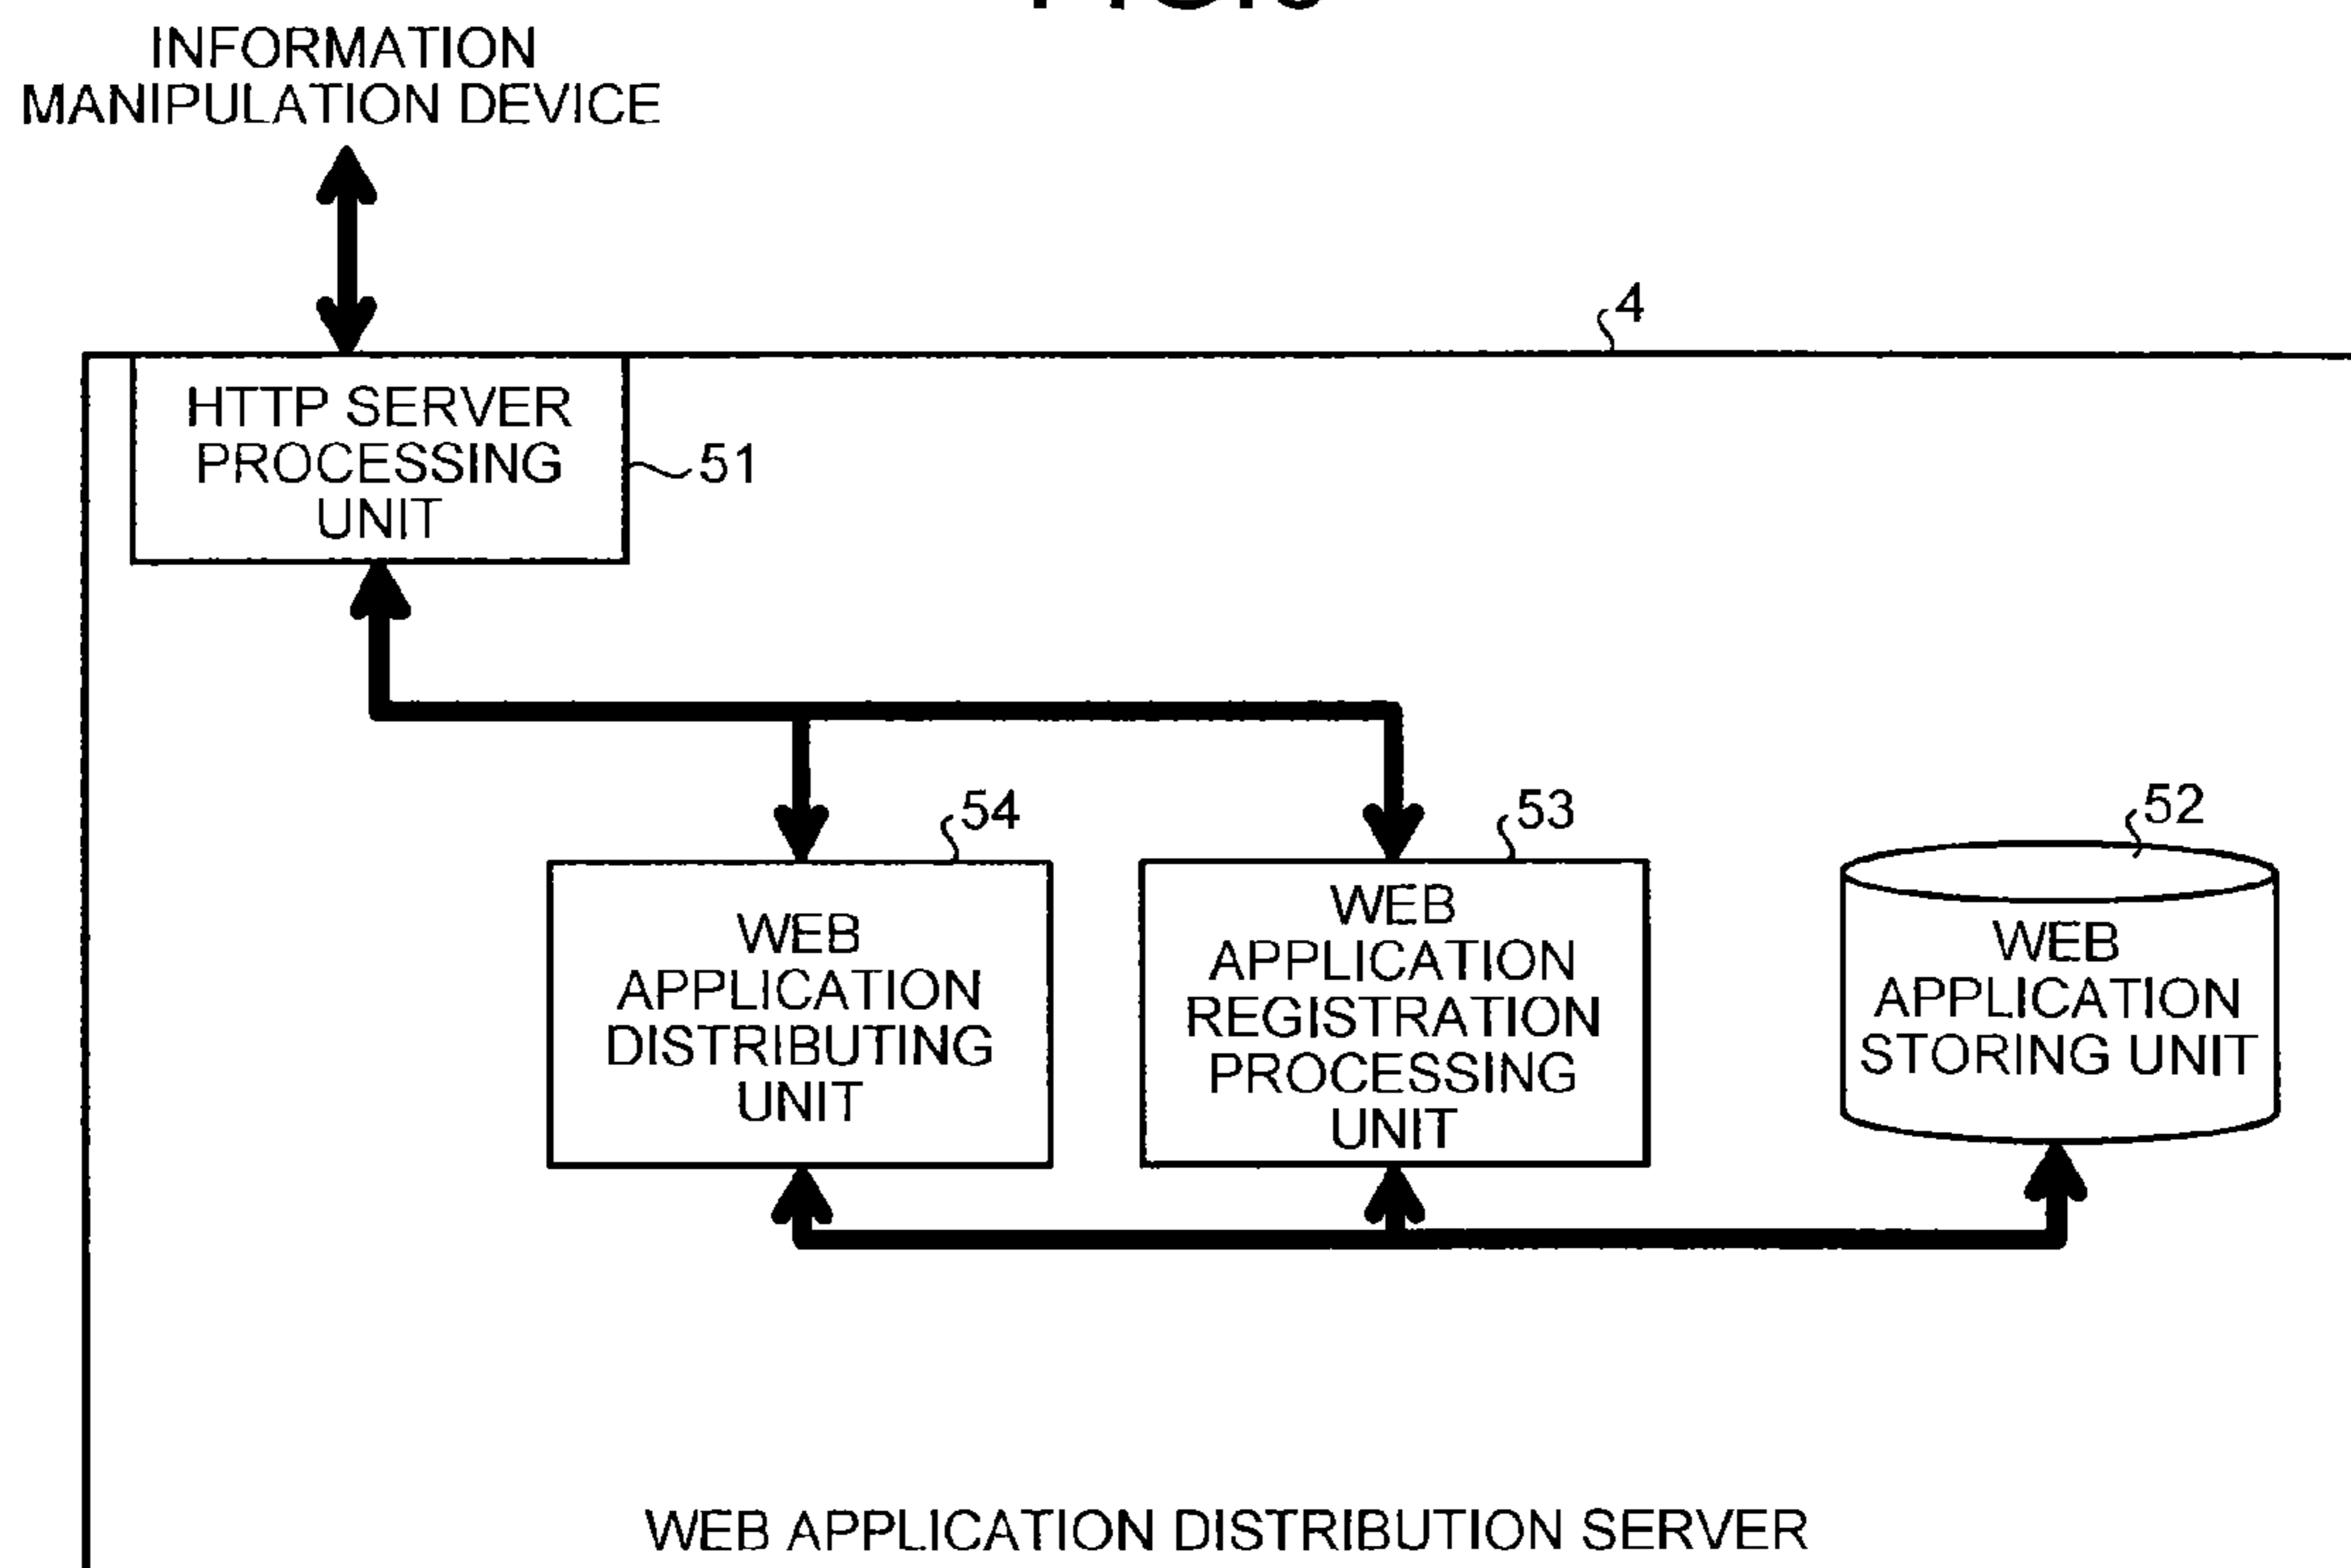 INFORMATION
MANIPULATION DEVICE
4
HTTP SERVER
PROCESSING
UNIT
51
54
53
52
WEB
APPLICATION
DISTRIBUTING
UNIT
WEB
APPLICATION
REGISTRATION
PROCESSING
UNIT
WEB
APPLICATION
STORING UNIT
WEB APPLICATION DISTRIBUTION SERVER